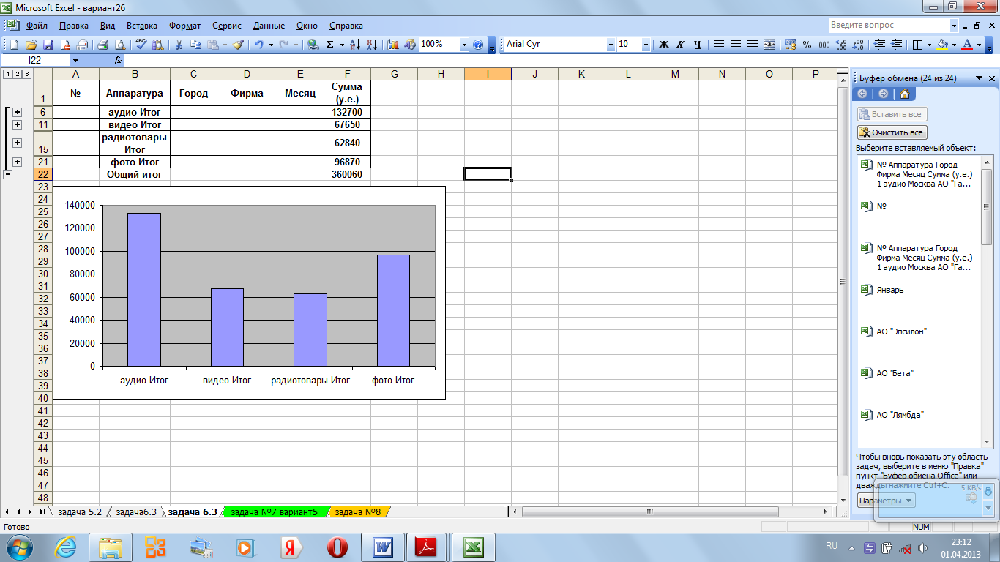 Microsoft Excel - вариант26
Файл Правка Вид Вставка Формат Сервис Данные Окно Справка
Введите вопрос
100%
Arial Cyr
10
Ж К Ч
% 000
I22
fx
Буфер обмена (24 из 24)
1 2 3
A B C D E F G H I J K L M N O P
1 № Аппаратура Город Фирма Месяц Сумма
(у.е.)
6 аудио Итог 132700
11 видео Итог 67650
15 радиотовары
Итог 62840
21 фото Итог 96870
22 Общий итог 360060
23
24
25
26
27
28
29
30
31
32
33
34
35
36
37
38
39
40
41
42
43
44
45
46
47
48
140000
120000
100000
80000
60000
40000
20000
0
аудио Итог видео Итог радиотовары Итог фото Итог
Вставить все
Очистить все
Выберите вставляемый объект:
№ Аппаратура Город
Фирма Месяц Сумма (у.е.)
1 аудио Москва АО "Га...
№
№ Аппаратура Город
Фирма Месяц Сумма (у.е.)
1 аудио Москва АО "Га...
Январь
АО "Эпсилон"
АО "Бета"
АО "Лямбда"
Чтобы вновь показать эту область
задач, выберите в меню "Правка"
пункт "Буфер обмена Office" или
дважды нажмите Ctrl+C.
5 KB/s
Параметры
задача 5.2 задача6.3 задача 6.3 задача №7 вариант5 задача №8
Готово
NUM
RU
23:12
01.04.2013